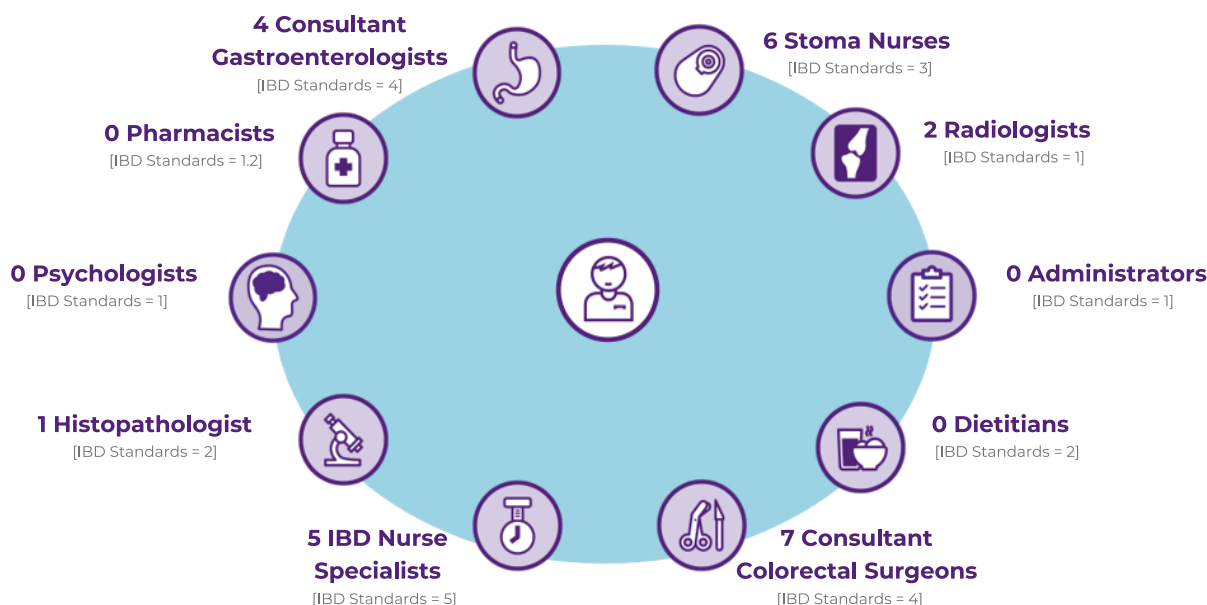 4 Consultant
Gastroenterologists
[IBD Standards = 4]
6 Stoma Nurses
[IBD Standards = 3]
0 Pharmacists
[IBD Standards = 1.2]
2 Radiologists
[IBD Standards = 1]
0 Psychologists
[IBD Standards = 1]
0 Administrators
[IBD Standards = 1]
1 Histopathologist
[IBD Standards = 2]
0 Dietitians
[IBD Standards = 2]
5 IBD Nurse
Specialists
[IBD Standards = 5]
7 Consultant
Colorectal Surgeons
[IBD Standards = 4]